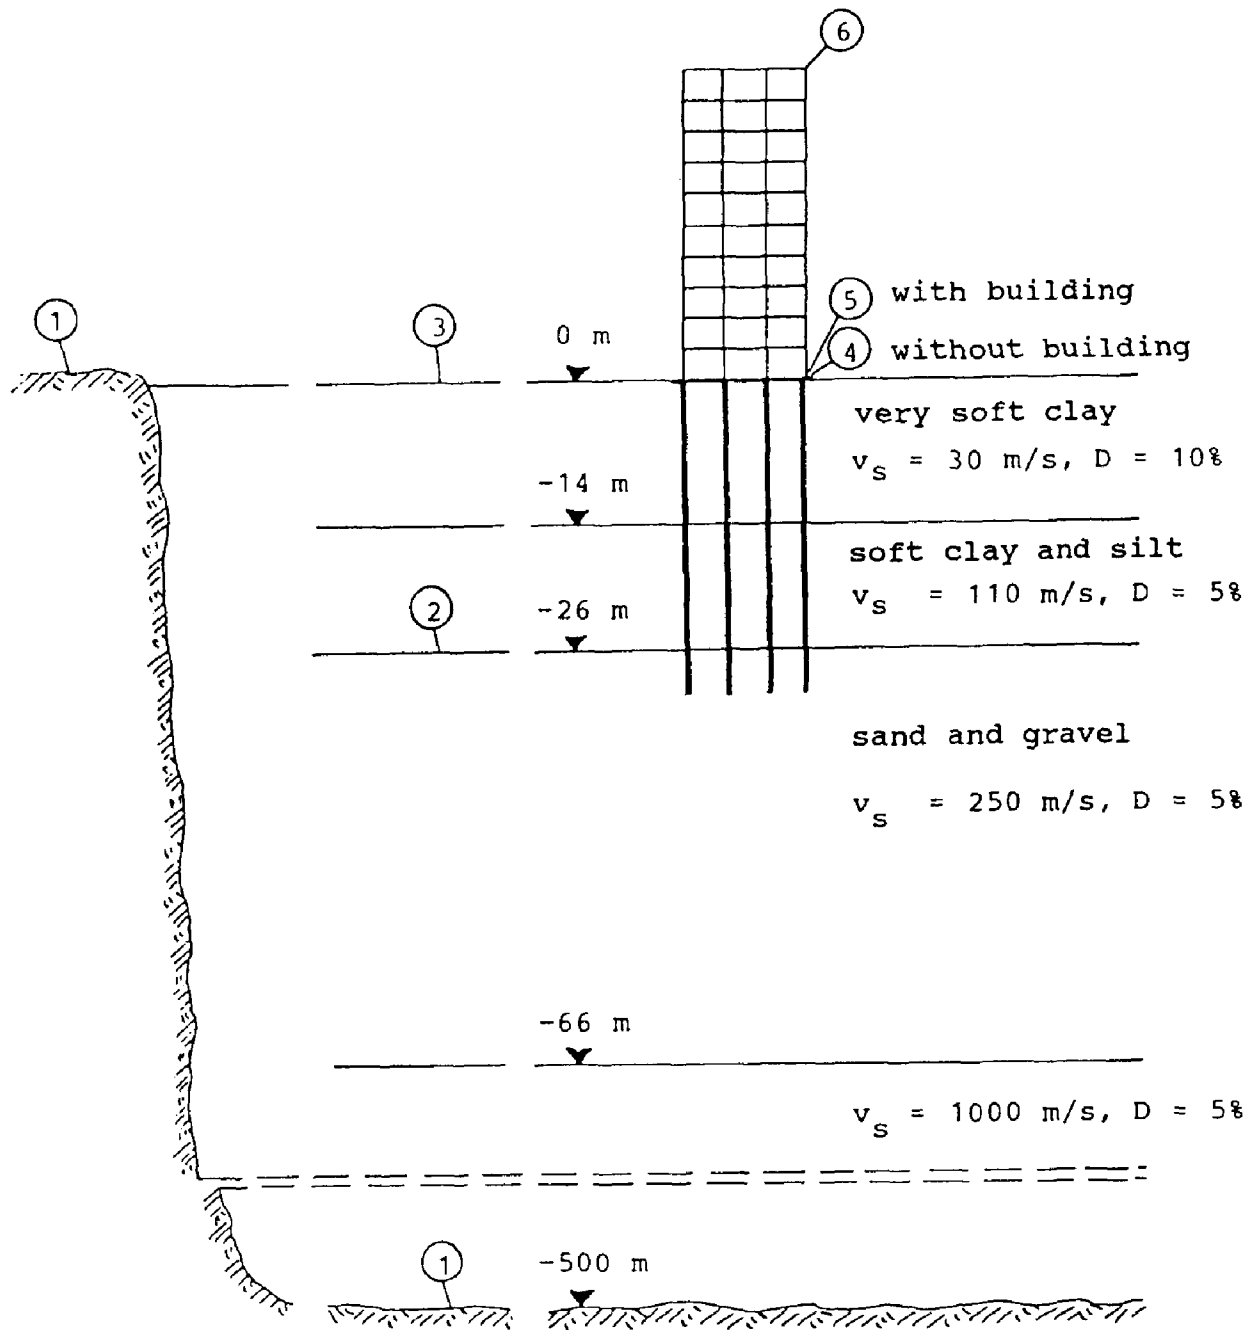 6
5 with building
1
3
0 m
4 without building
very soft clay
vs = 30 m/s, D = 10%
-14 m
soft clay and silt
vs = 110 m/s, D = 5%
2
-26 m
sand and gravel
vs = 250 m/s, D = 5%
-66 m
vs = 1000 m/s, D = 5%
1
-500 m